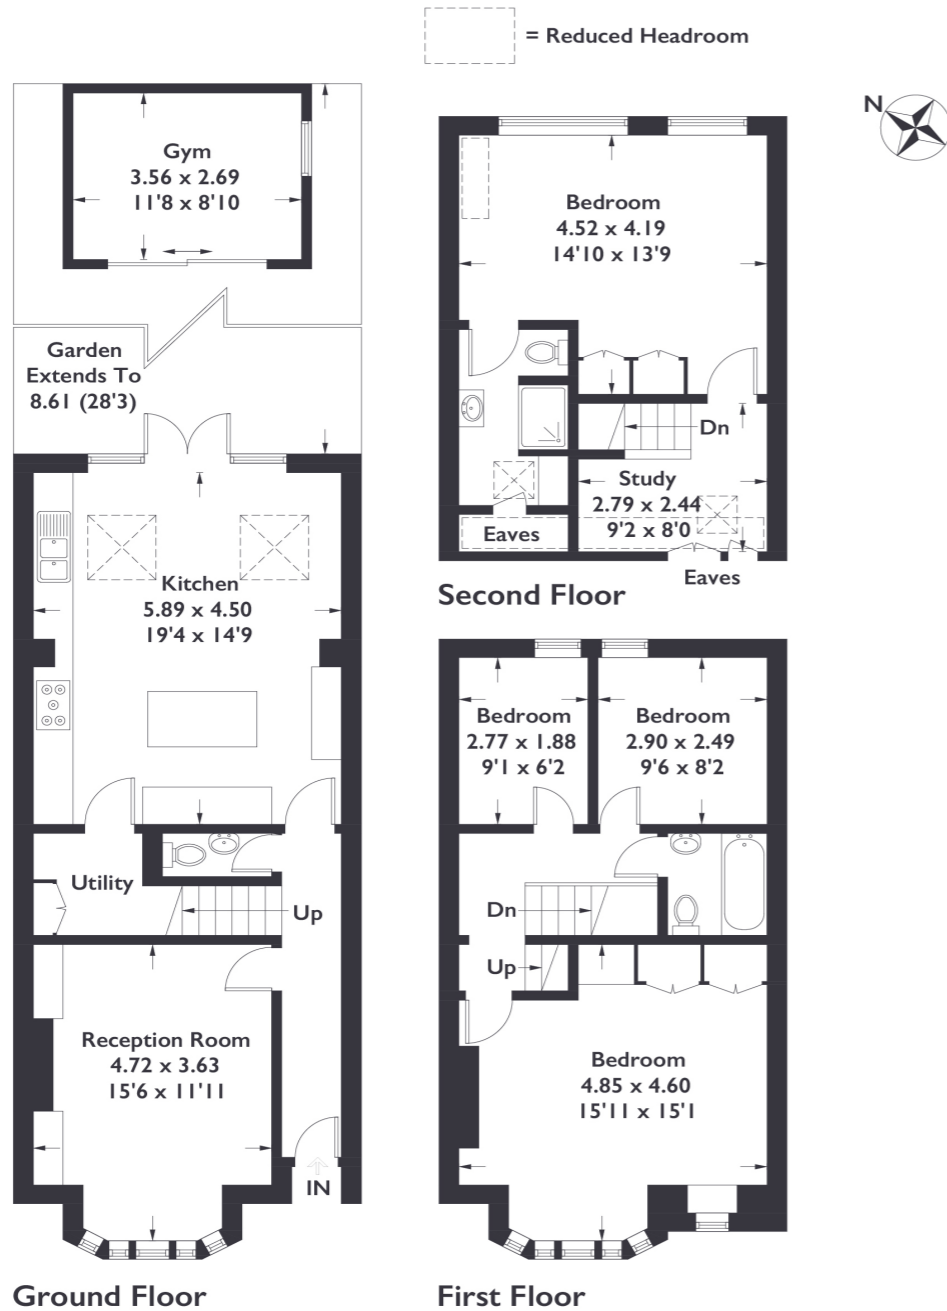 = Reduced Headroom
N
Gym
3.56 x 2.69
11'8 x 8'10
Garden
Extends To
8.61 (28'3)
Kitchen
5.89 x 4.50
19'4 x 14'9
Utility
Up
Reception Room
4.72 x 3.63
15'6 x 11'11
IN
Ground Floor
Bedroom
4.52 x 4.19
14'10 x 13'9
Dn
Study
2.79 x 2.44
9'2 x 8'0
Eaves
Eaves
Second Floor
Bedroom
2.77 x 1.88
9'1 x 6'2
Bedroom
2.90 x 2.49
9'6 x 8'2
Dn
Up
Bedroom
4.85 x 4.60
15'11 x 15'1
First Floor